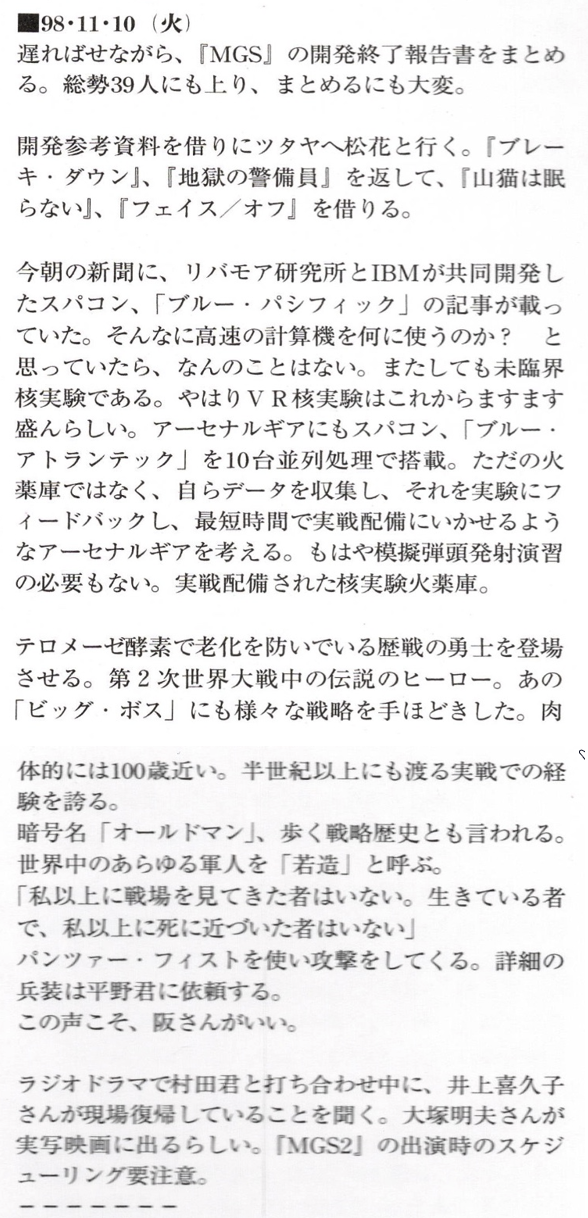 ■98・11・10（火）
遅ればせながら、『MGS』の開発終了報告書をまとめ
る。総勢39人にも上り、まとめるにも大変。
開発参考資料を借りにツタヤへ松花と行く。『ブレー
キ・ダウン』、『地獄の警備員』を返して、『山猫は眠
らない』、『フェイス／オフ』を借りる。
今朝の新聞に、リバモア研究所とIBMが共同開発し
たスパコン、「ブルー・パシフィック」の記事が載っ
ていた。そんなに高速の計算機を何に使うのか？　と
思っていたら、なんのことはない。またしても未臨界
核実験である。やはりＶＲ核実験はこれからますます
盛んらしい。アーセナルギアにもスパコン、「ブルー・
アトランテック」を10台並列処理で搭載。ただの火
薬庫ではなく、自らデータを収集し、それを実験にフ
ィードバックし、最短時間で実戦配備にいかせるよう
なアーセナルギアを考える。もはや模擬弾頭発射演習
の必要もない。実戦配備された核実験火薬庫。
テロメーゼ酵素で老化を防いでいる歴戦の勇士を登場
させる。第２次世界大戦中の伝説のヒーロー。あの
「ビッグ・ボス」にも様々な戦略を手ほどきした。肉
体的には100歳近い。半世紀以上にも渡る実戦での経
験を誇る。
暗号名「オールドマン」、歩く戦略歴史とも言われる。
世界中のあらゆる軍人を「若造」と呼ぶ。
「私以上に戦場を見てきた者はいない。生きている者
で、私以上に死に近づいた者はいない」
パンツァー・フィストを使い攻撃をしてくる。詳細の
兵装は平野君に依頼する。
この声こそ、阪さんがいい。
ラジオドラマで村田君と打ち合わせ中に、井上喜久子
さんが現場復帰していることを聞く。大塚明夫さんが
実写映画に出るらしい。『MGS2』の出演時のスケジ
ューリング要注意。